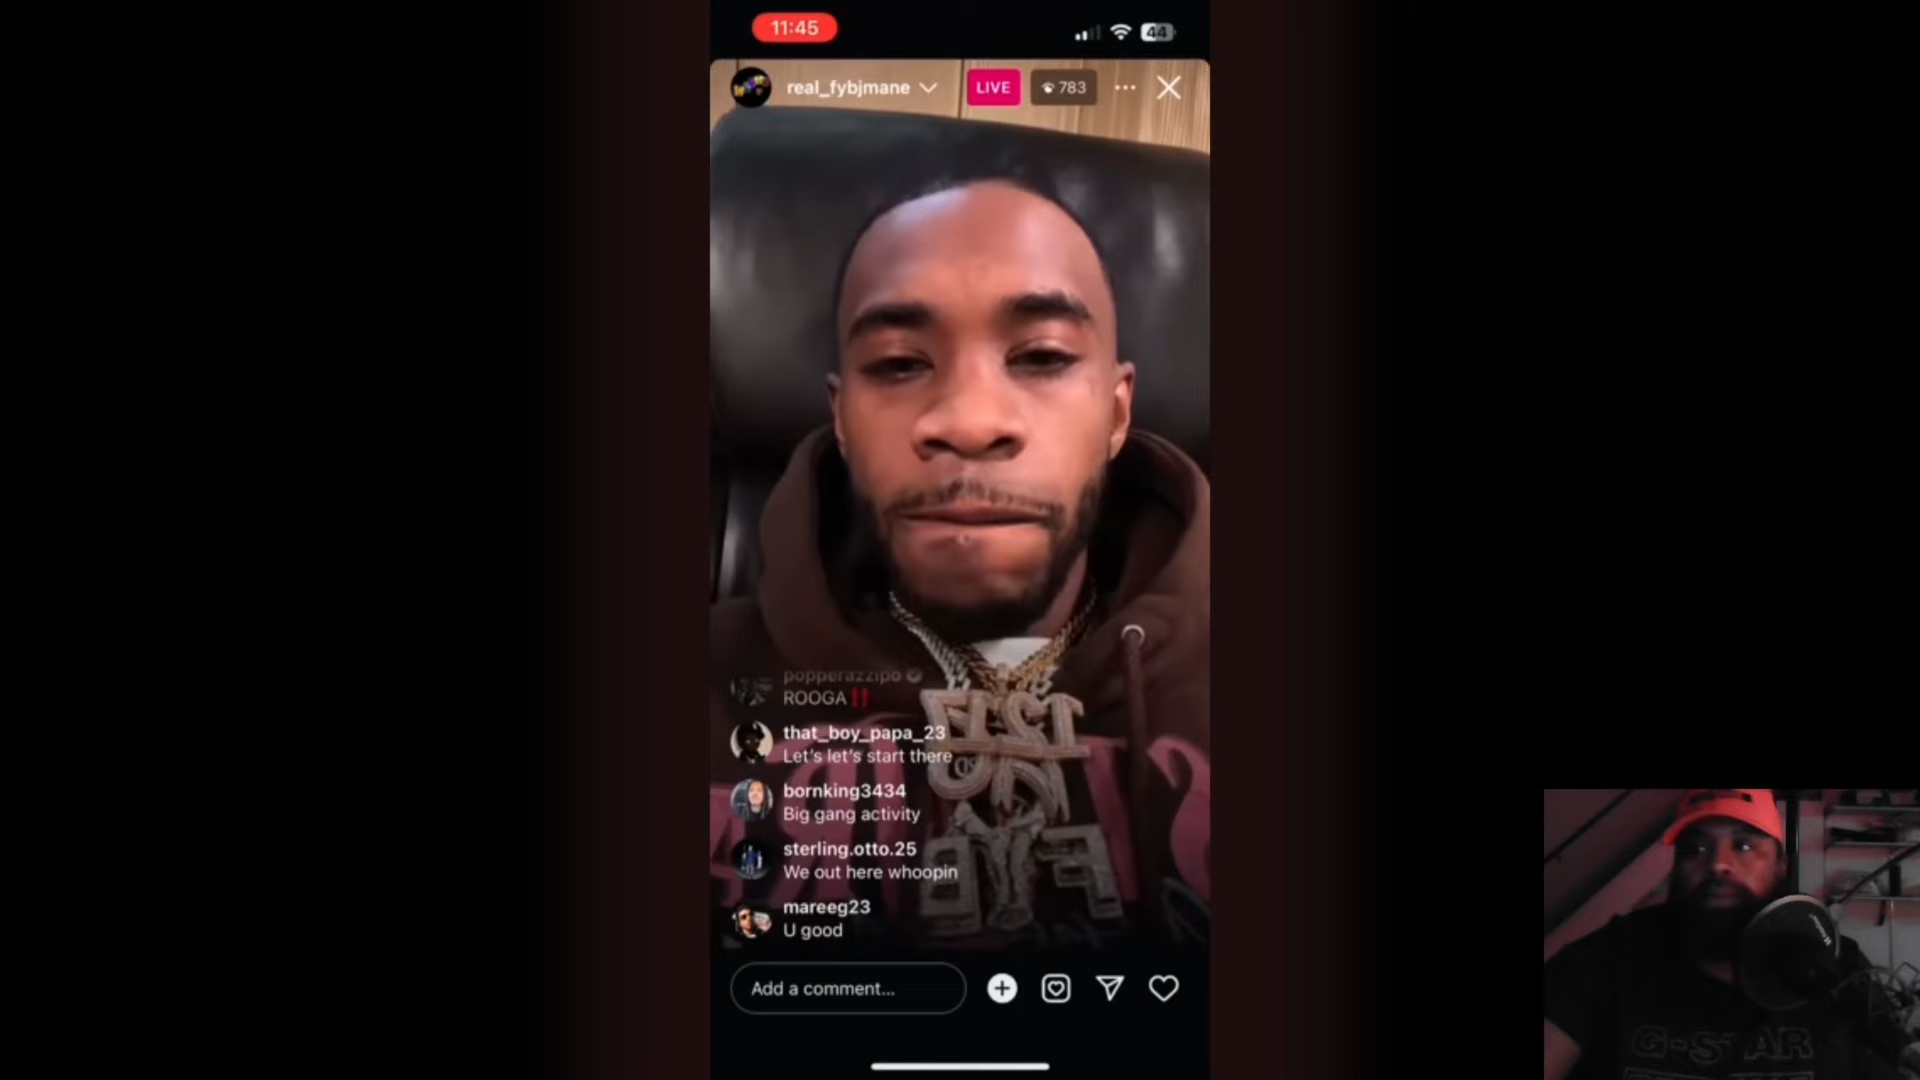 11:45
44
real_fybjmane
LIVE
783
popperazzipo
ROOGA‼️
that_boy_papa_23
Let's let's start there
bornking3434
Big gang activity
sterling.otto.25
We out here whoopin
mareeg23
U good
Add a comment...
G-STAR